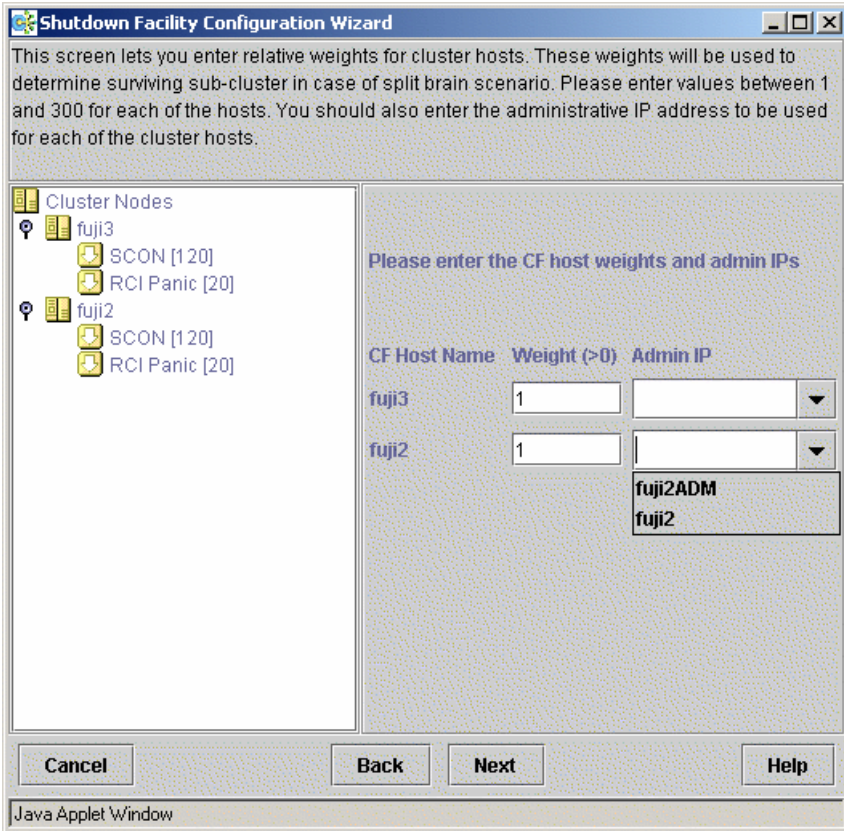 Shutdown Facility Configuration Wizard
This screen lets you enter relative weights for cluster hosts. These weights will be used to
determine surviving sub-cluster in case of split brain scenario. Please enter values between 1
and 300 for each of the hosts. You should also enter the administrative IP address to be used
for each of the cluster hosts.
Cluster Nodes
fuji3
SCON [120]
RCI Panic [20]
fuji2
SCON [120]
RCI Panic [20]
Please enter the CF host weights and admin IPs
CF Host Name Weight (>0) Admin IP
fuji3 1
fuji2 1
fuji2ADM
fuji2
Cancel Back Next Help
Java Applet Window